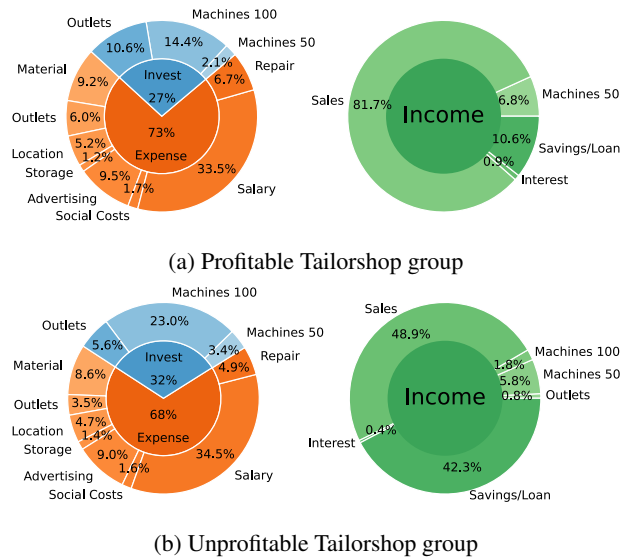 Outlets
Machines 100
10.6%
14.4%
Machines 50
2.1%
Repair
6.7%
Material
9.2%
Invest
27%
Outlets
6.0%
73%
Expense
Location
5.2%
Storage
1.2%
Advertising
9.5%
Social Costs
1.7%
33.5%
Salary
Sales
81.7%
Income
6.8%
Machines 50
10.6%
Savings/Loan
0.9%
Interest
(a) Profitable Tailorshop group
Machines 100
23.0%
Outlets
5.6%
Machines 50
3.4%
Repair
4.9%
Material
8.6%
Invest
32%
Outlets
3.5%
68%
Expense
Location
4.7%
Storage
1.4%
Advertising
9.0%
Social Costs
1.6%
34.5%
Salary
Sales
48.9%
Income
1.8%
Machines 100
5.8%
Machines 50
0.8%
Outlets
0.4%
Interest
42.3%
Savings/Loan
(b) Unprofitable Tailorshop group